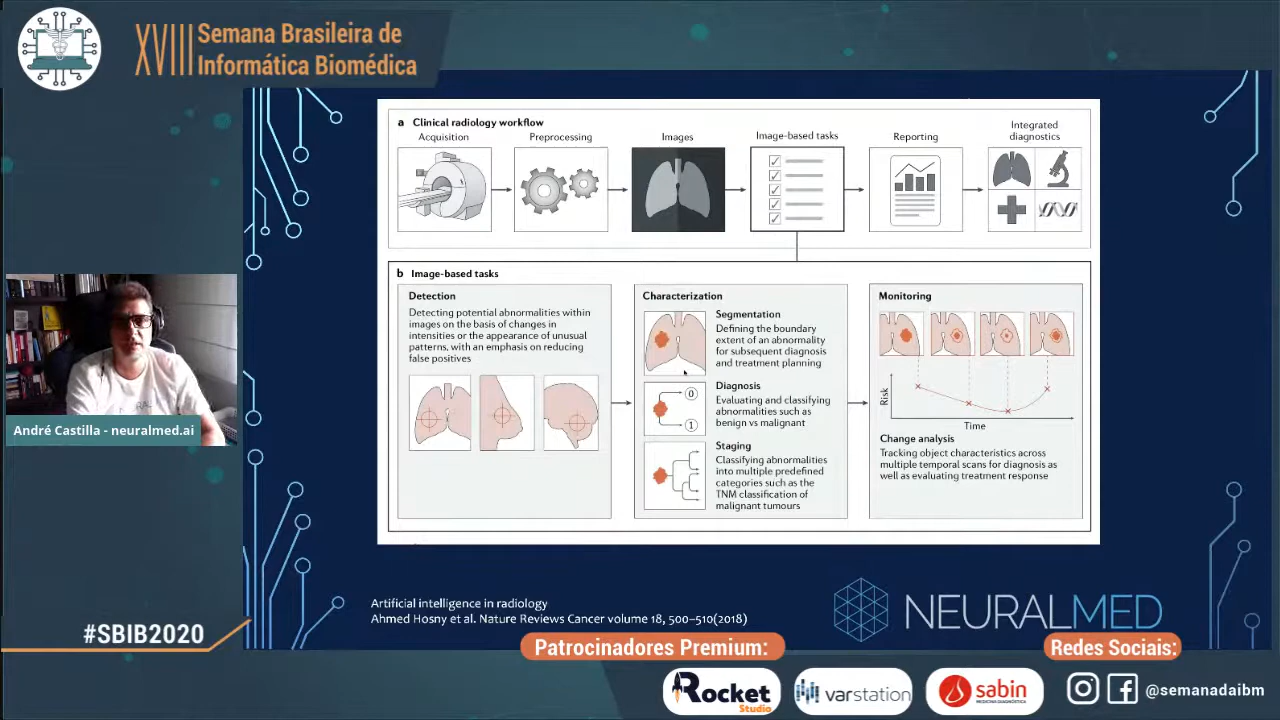 XVIII Semana Brasileira de
Informática Biomédica
a Clinical radiology workflow
Acquisition
Preprocessing
Images
Image-based tasks
Reporting
Integrated
diagnostics
b Image-based tasks
Detection
Detecting potential abnormalities within
images on the basis of changes in
intensities or the appearance of unusual
patterns, with an emphasis on reducing
false positives
Characterization
Segmentation
Defining the boundary
extent of an abnormality
for subsequent diagnosis
and treatment planning
Diagnosis
Evaluating and classifying
abnormalities such as
benign vs malignant
0
1
Staging
Classifying abnormalities
into multiple predefined
categories such as the
TNM classification of
malignant tumours
Monitoring
Risk
Time
Change analysis
Tracking object characteristics across
multiple temporal scans for diagnosis as
well as evaluating treatment response
André Castilla - neuralmed.ai
Artificial intelligence in radiology
Ahmed Hosny et al. Nature Reviews Cancer volume 18, 500–510(2018)
NEURALMED
#SBIB2020
Patrocinadores Premium:
Redes Sociais:
Rocket
Studio
varstation
sabin
MEDICINA DIAGNÓSTICA
@semanadaibm